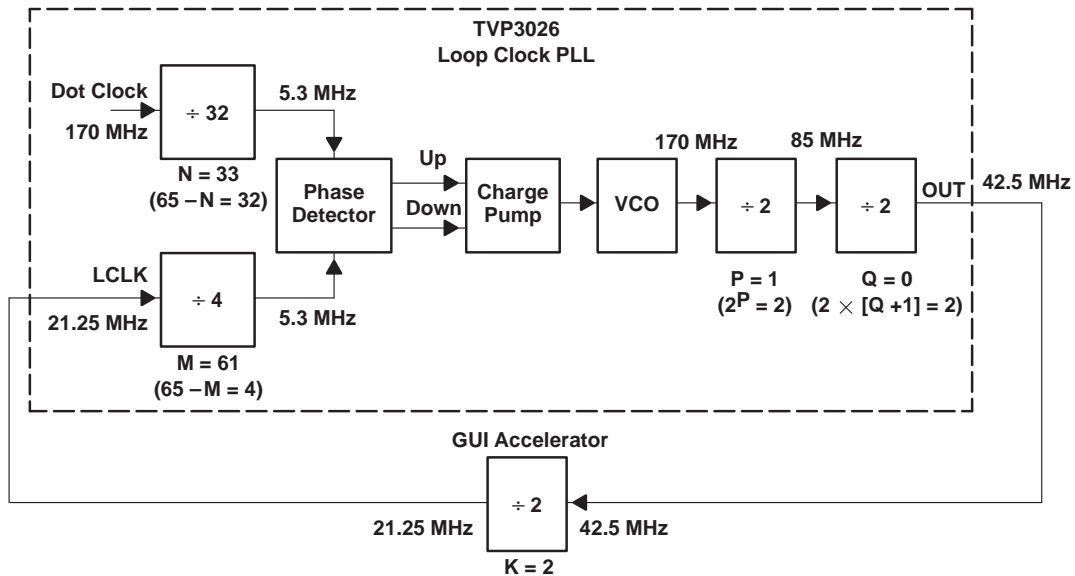 TVP3026
Loop Clock PLL
Dot Clock
170 MHz
÷ 32
5.3 MHz
N = 33
(65 – N = 32)
Phase
Detector
Up
Down
Charge
Pump
VCO
170 MHz
÷ 2
85 MHz
÷ 2
OUT
42.5 MHz
LCLK
21.25 MHz
÷ 4
5.3 MHz
M = 61
(65 – M = 4)
P = 1
(2^P = 2)
Q = 0
(2 × [Q +1] = 2)
GUI Accelerator
÷ 2
21.25 MHz
42.5 MHz
K = 2